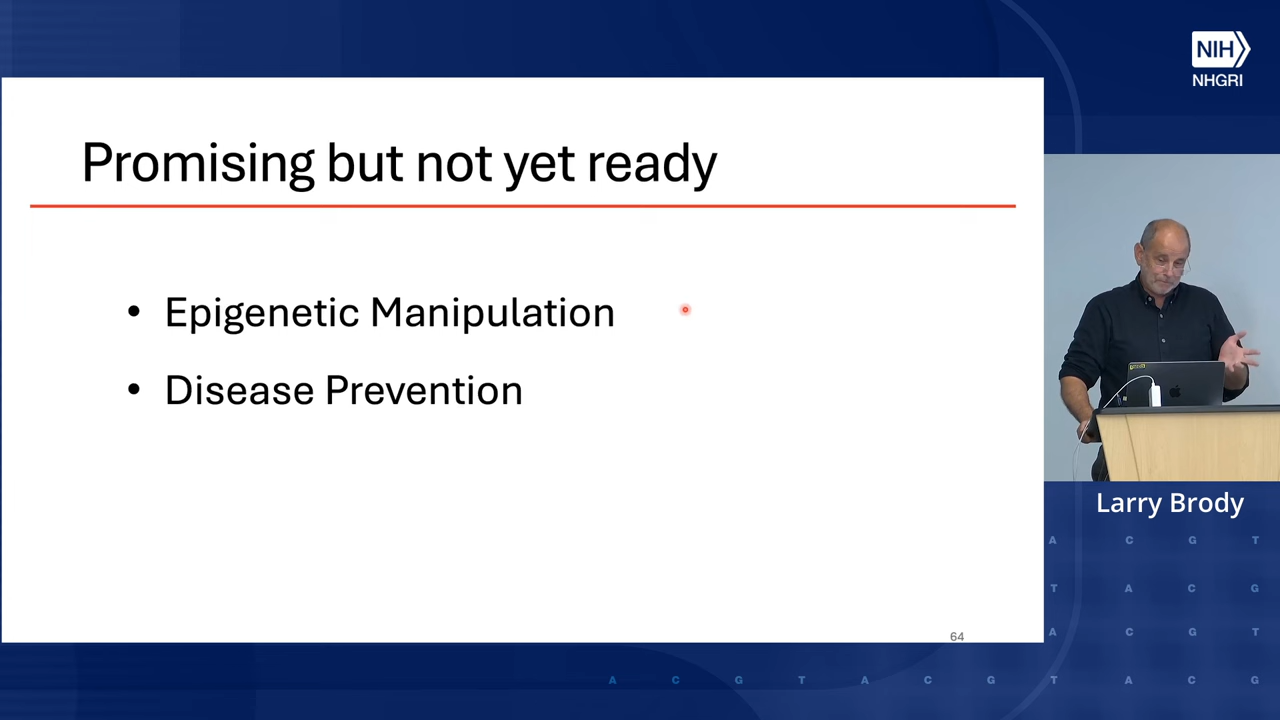 NIH
NHGRI
Promising but not yet ready
• Epigenetic Manipulation
• Disease Prevention
64
Larry Brody
A C G T
T A C G
A C G T
A C G T A C G T A C G